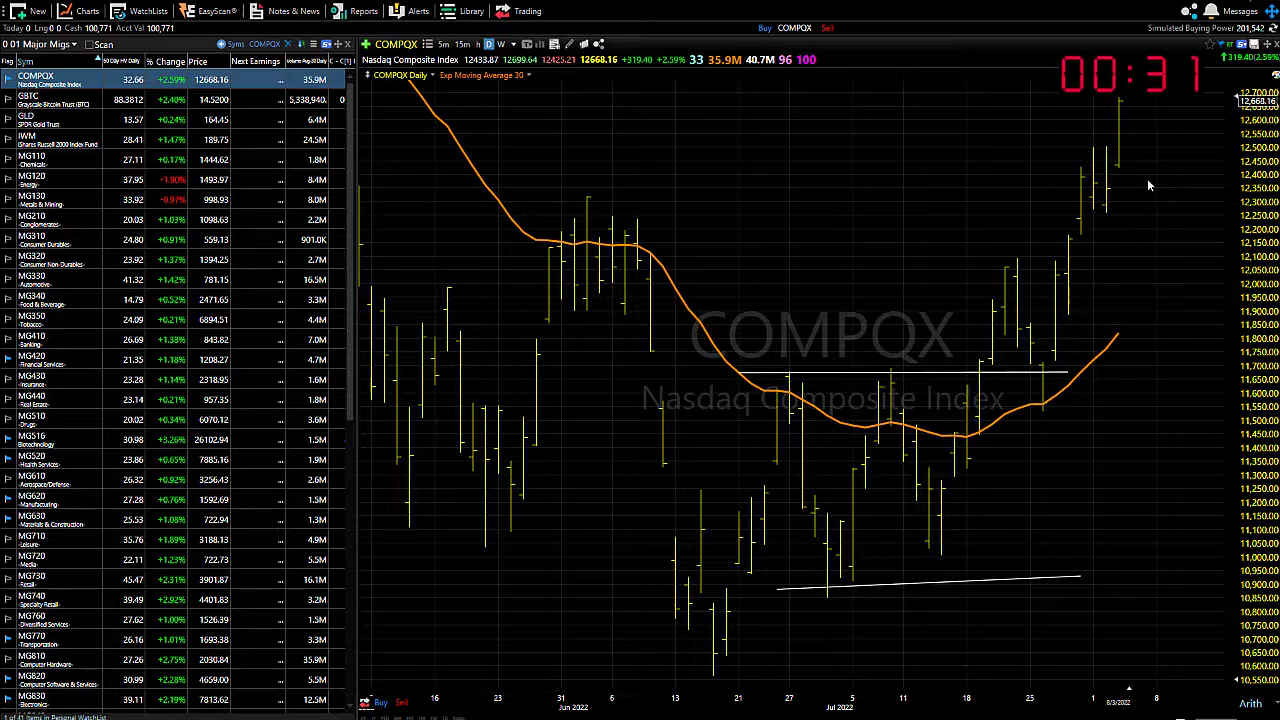 New Charts WatchLists EasyScan® Notes & News Reports Alerts Library Trading Messages
Today 0 Lng 0 Cash 100,771 Acct Val 100,771 Buy COMPQX Sell Simulated Buying Power 201,542
0 01 Major Migs Scan Syms COMPQX COMPQX 5m 15m h D W
Flag Sym 50 Day HV Daily % Change Price Next Earnings Volume Avg 30 Daily C - C[1]
Nasdaq Composite Index 12433.87 12699.64 12425.21 12668.16 +319.40 +2.59% 33 35.9M 40.7M 96 100
319.40(2.59%
COMPQX Daily Exp Moving Average 30
00:31
COMPQX 32.66 +2.59% 12668.16 ... 35.9M
Nasdaq Composite Index
GBTC 88.3812 +2.40% 14.5200 ... 5,338,940.
Grayscale Bitcoin Trust (BTC)
GLD 13.57 +0.24% 164.45 ... 6.4M
SPDR Gold Trust
IWM 28.41 +1.47% 189.75 ... 24.5M
iShares Russell 2000 Index Fund
MG110 27.11 +0.17% 1444.62 ... 1.8M
-Chemicals-
MG120 37.95 -1.90% 1493.97 ... 8.4M
-Energy-
MG130 33.92 -0.97% 998.93 ... 8.0M
-Metals & Mining-
MG210 20.03 +1.03% 1098.63 ... 2.2M
-Conglomerates-
MG310 24.80 +0.91% 559.13 ... 901.0K
-Consumer Durables-
MG320 23.92 +1.37% 1394.25 ... 2.7M
-Consumer Non-Durables-
MG330 41.32 +1.42% 781.15 ... 16.5M
-Automotive-
MG340 14.79 +0.52% 2471.65 ... 3.3M
-Food & Beverage-
MG350 24.09 +0.21% 6894.51 ... 4.4M
-Tobacco-
MG410 26.69 +1.38% 843.82 ... 7.0M
-Banking-
MG420 21.35 +1.18% 1208.27 ... 4.7M
-Financial Services-
MG430 23.28 +1.14% 2318.95 ... 1.6M
-Insurance-
MG440 23.14 +0.21% 957.35 ... 1.8M
-Real Estate-
MG510 20.02 +0.34% 6070.12 ... 3.6M
-Drugs-
MG516 30.98 +3.26% 26102.94 ... 1.5M
Biotechnology
MG520 23.86 +0.65% 7885.16 ... 1.9M
-Health Services-
MG610 26.32 +0.92% 3256.43 ... 2.6M
-Aerospace/Defense-
MG620 27.28 +0.76% 1592.69 ... 1.5M
-Manufacturing-
MG630 25.53 +1.08% 722.94 ... 1.3M
-Materials & Construction-
MG710 35.76 +1.89% 3188.13 ... 4.9M
-Leisure-
MG720 22.11 +1.23% 722.73 ... 5.5M
-Media-
MG730 45.47 +2.31% 3901.87 ... 16.1M
-Retail-
MG740 39.49 +2.92% 4401.83 ... 3.2M
-Specialty Retail-
MG760 27.62 +1.00% 1526.39 ... 1.5M
-Diversified Services-
MG770 26.16 +1.01% 1693.38 ... 3.3M
-Transportation-
MG810 27.26 +2.75% 2030.84 ... 35.9M
-Computer Hardware-
MG820 30.99 +2.28% 4659.13 ... 6.5M
-Computer Software & Services-
MG830 39.11 +2.19% 7813.62 ... 12.5M
-Electronics-
1 of 41 Items in Personal WatchList
COMPQX
Nasdaq Composite Index
12,700.00
12,668.16
12,600.00
12,550.00
12,500.00
12,450.00
12,400.00
12,350.00
12,300.00
12,250.00
12,200.00
12,150.00
12,100.00
12,050.00
12,000.00
11,950.00
11,900.00
11,850.00
11,800.00
11,750.00
11,700.00
11,650.00
11,600.00
11,550.00
11,500.00
11,450.00
11,400.00
11,350.00
11,300.00
11,250.00
11,200.00
11,150.00
11,100.00
11,050.00
11,000.00
10,950.00
10,900.00
10,850.00
10,800.00
10,750.00
10,700.00
10,650.00
10,600.00
10,550.00
16 23 31 6 13 21 27 5 11 18 25 1 8
Buy Sell Jun 2022 Jul 2022 8/3/2022 Arith